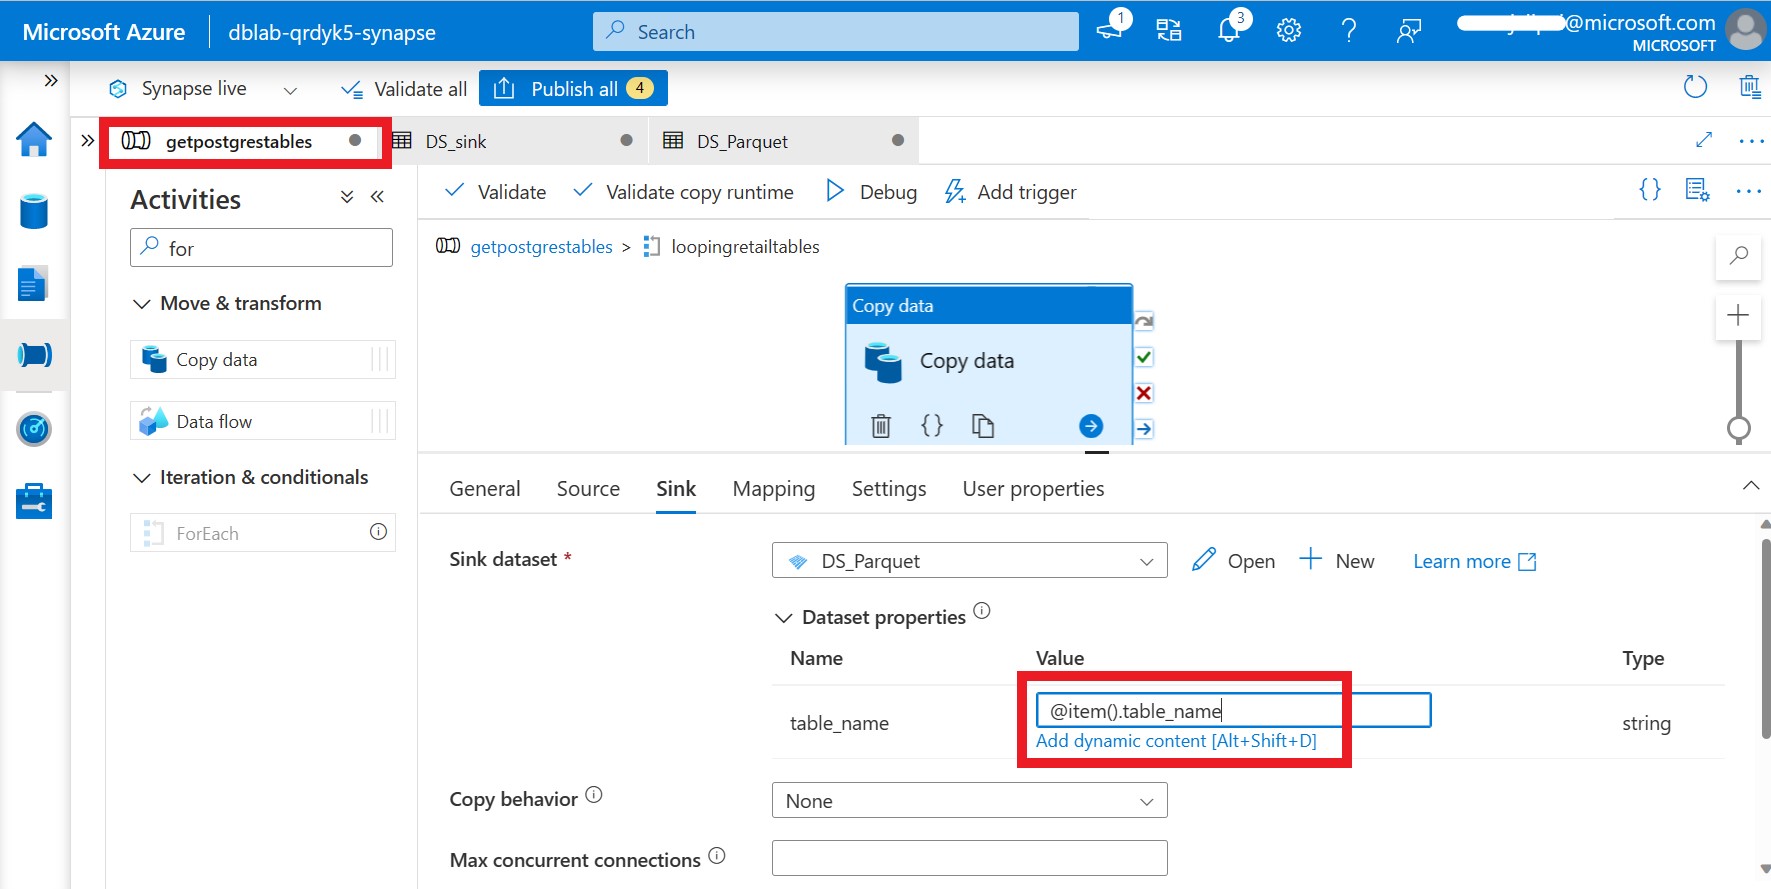 Microsoft Azure
dblab-qrdyk5-synapse
Search
1
3
@microsoft.com
MICROSOFT
Synapse live
Validate all
Publish all 4
getpostgrestables
DS_sink
DS_Parquet
Activities
for
Move & transform
Copy data
Data flow
Iteration & conditionals
ForEach
Validate
Validate copy runtime
Debug
Add trigger
getpostgrestables > loopingretailtables
Copy data
Copy data
General
Source
Sink
Mapping
Settings
User properties
Sink dataset *
DS_Parquet
Open
New
Learn more
Dataset properties
Name
Value
Type
table_name
@item().table_name
string
Add dynamic content [Alt+Shift+D]
Copy behavior
None
Max concurrent connections